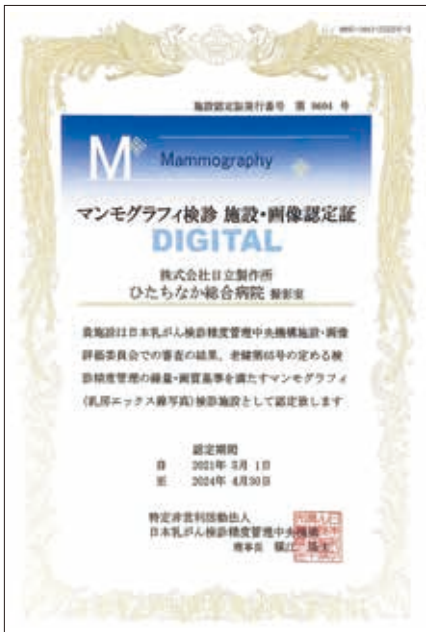 施設認定証発行番号 第 9604 号
M
Mammography
マンモグラフィ検診 施設・画像認定証
DIGITAL
株式会社日立製作所
ひたちなか総合病院 撮影室
貴施設は日本乳がん検診精度管理中央機構施設・画像
評価委員会での審査の結果、老健第65号の定める検
診精度管理の線量・画質基準を満たすマンモグラフィ
(乳房エックス線写真)検診施設として認定致します
認定期間
自 2021年 5月 1日
至 2024年 4月30日
特定非営利活動法人
日本乳がん検診精度管理中央機構
理事長